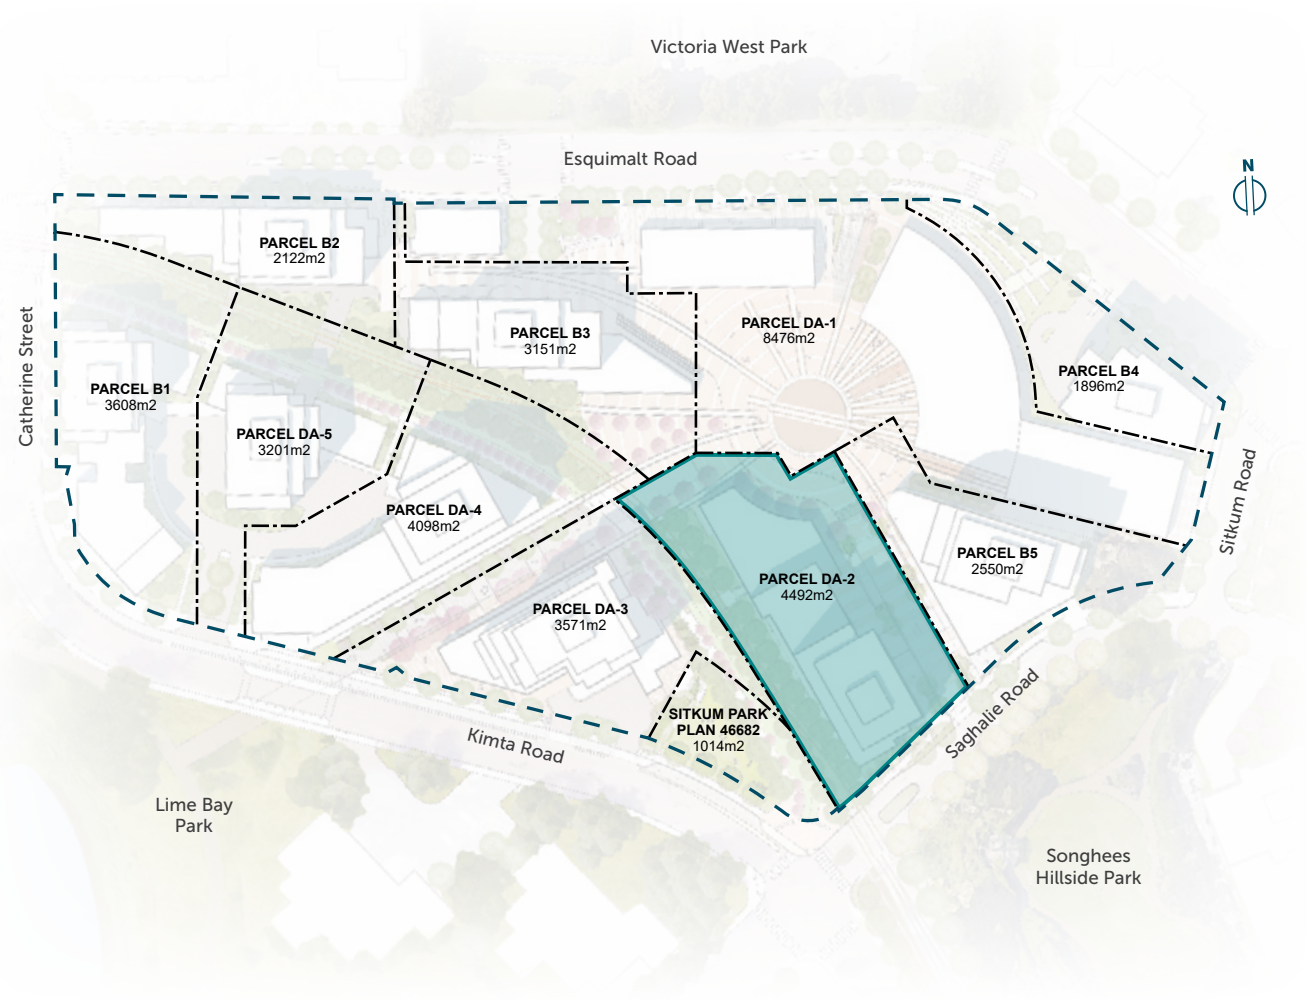 Victoria West Park
Esquimalt Road
N
PARCEL B2
2122m2
PARCEL DA-1
8476m2
PARCEL B3
3151m2
Catherine Street
PARCEL B1
3608m2
PARCEL B4
1896m2
PARCEL DA-5
3201m2
PARCEL DA-4
4098m2
Sitkum Road
PARCEL B5
2550m2
PARCEL DA-2
4492m2
PARCEL DA-3
3571m2
SITKUM PARK
PLAN 46682
1014m2
Saghalie Road
Kimta Road
Lime Bay
Park
Songhees
Hillside Park